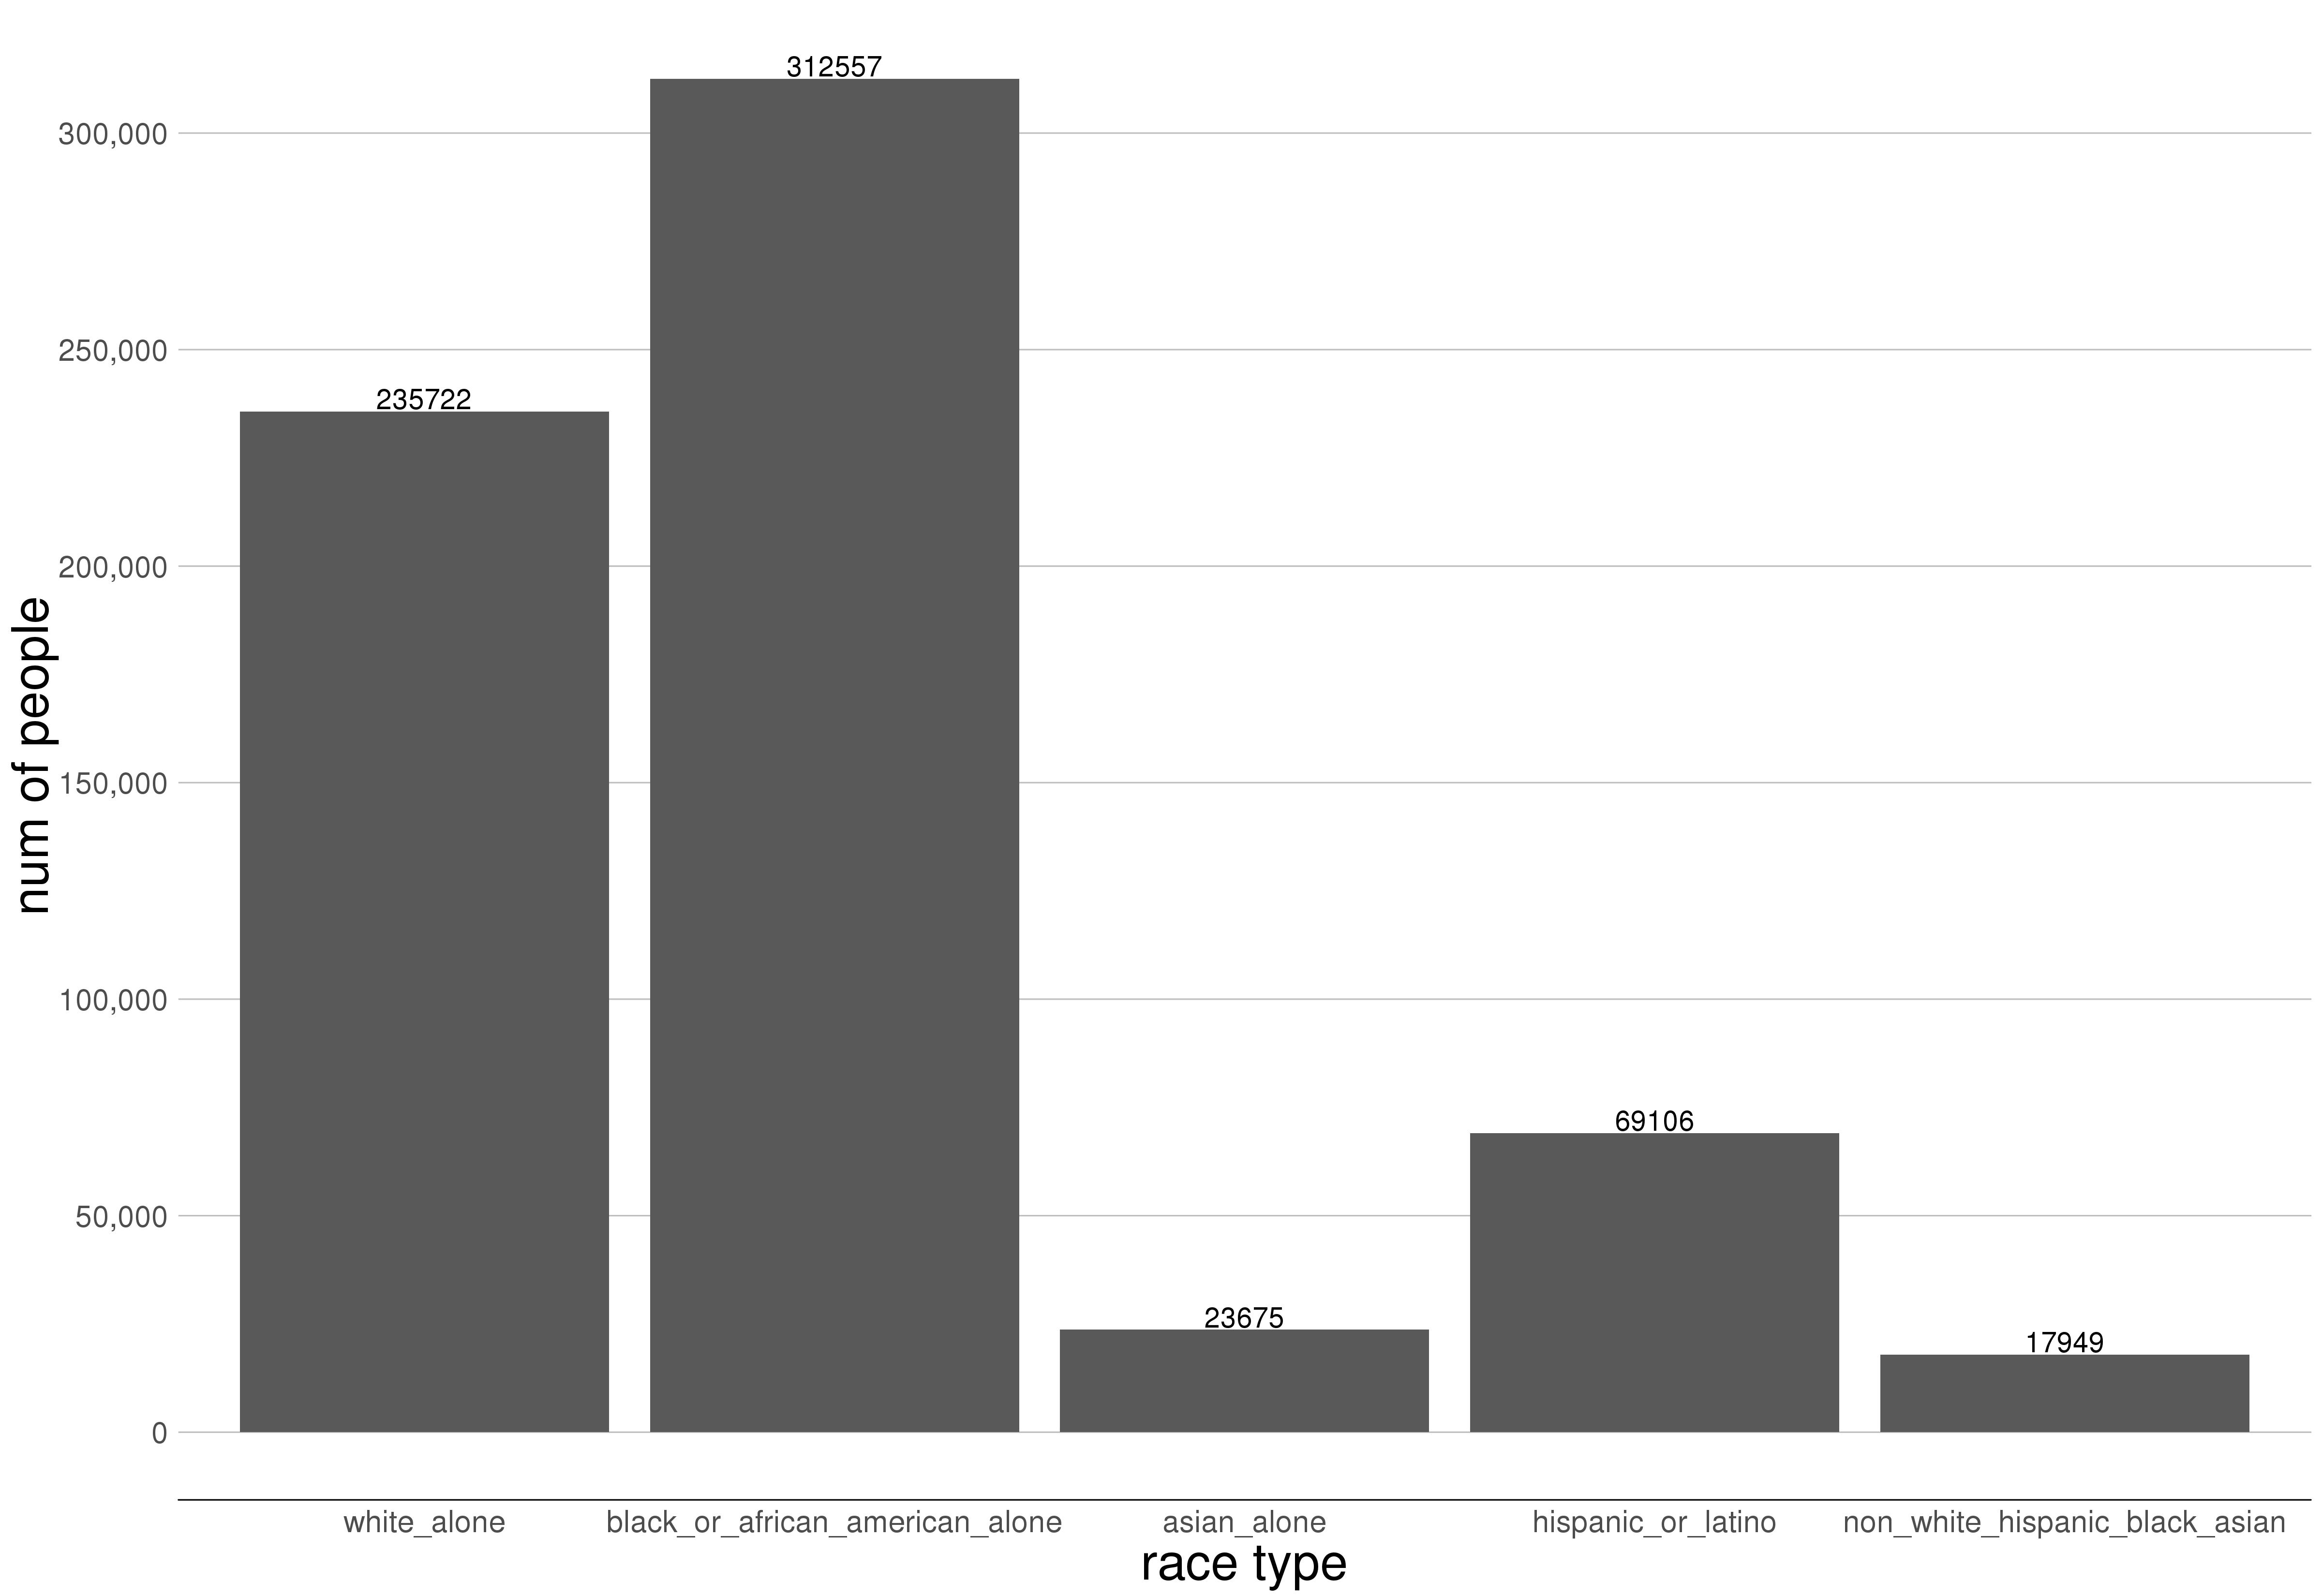 312557
300,000
250,000
235722
200,000
num of people
150,000
100,000
69106
50,000
23675
17949
0
white_alone
black_or_african_american_alone
asian_alone
hispanic_or_latino
non_white_hispanic_black_asian
race type